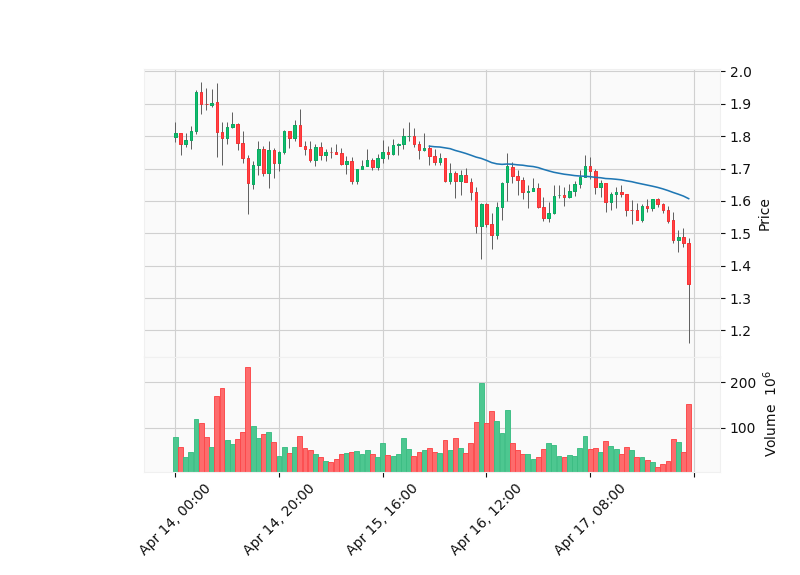 2.0
1.9
1.8
1.7
1.6
1.5
1.4
1.3
1.2
Price
200
100
Volume 10^6
Apr 14, 00:00
Apr 14, 20:00
Apr 15, 16:00
Apr 16, 12:00
Apr 17, 08:00